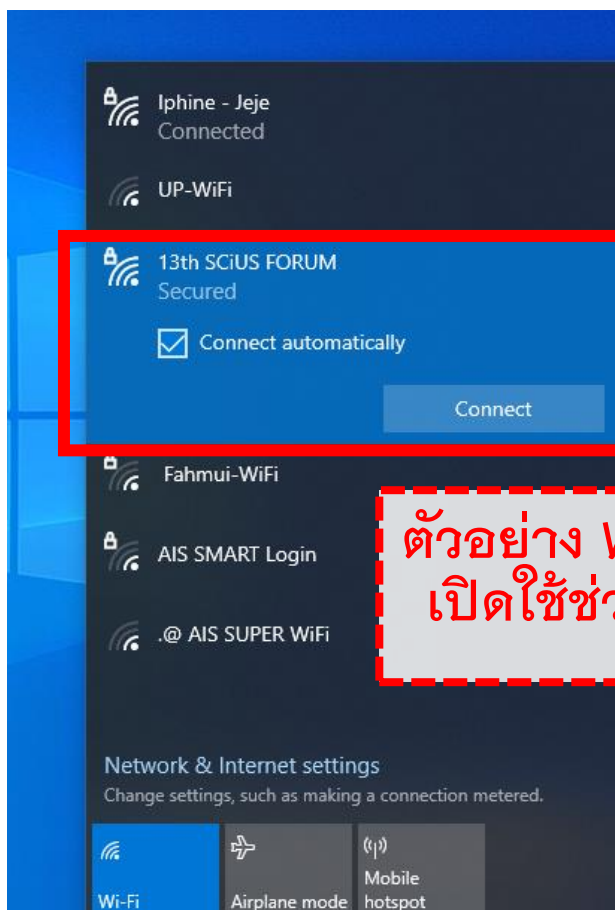 Iphine - Jeje
Connected
UP-WiFi
13th SCiUS FORUM
Secured
Connect automatically
Connect
Fahmui-WiFi
AIS SMART Login
ตัวอย่าง
เปิดใช้
.@ AIS SUPER WiFi
Network & Internet settings
Change settings, such as making a connection metered.
Wi-Fi
Airplane mode
Mobile
hotspot